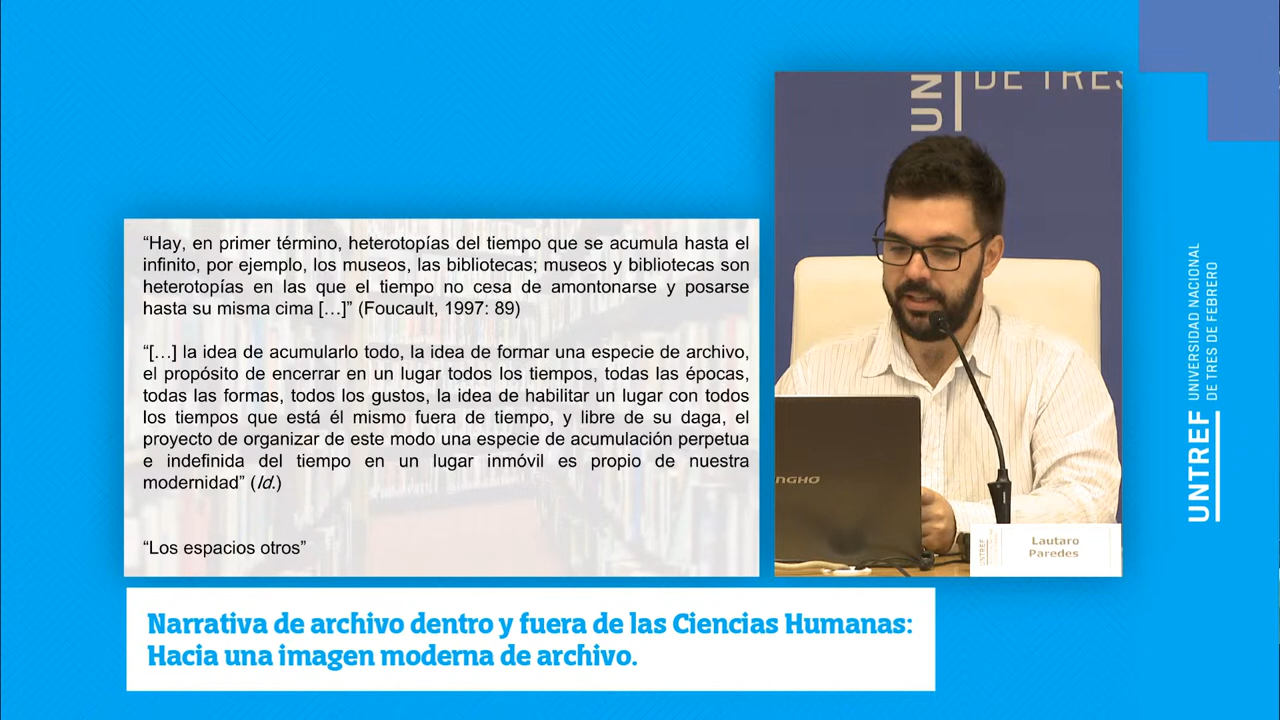 “Hay, en primer término, heterotopías del tiempo que se acumula hasta el
infinito, por ejemplo, los museos, las bibliotecas; museos y bibliotecas son
heterotopías en las que el tiempo no cesa de amontonarse y posarse
hasta su misma cima […]” (Foucault, 1997: 89)
“[…] la idea de acumularlo todo, la idea de formar una especie de archivo,
el propósito de encerrar en un lugar todos los tiempos, todas las épocas,
todas las formas, todos los gustos, la idea de habilitar un lugar con todos
los tiempos que está él mismo fuera de tiempo, y libre de su daga, el
proyecto de organizar de este modo una especie de acumulación perpetua
e indefinida del tiempo en un lugar inmóvil es propio de nuestra
modernidad” (Id.)
“Los espacios otros”
UN
DE TRES
NGHO
UNTREF
Lautaro
Paredes
Narrativa de archivo dentro y fuera de las Ciencias Humanas:
Hacia una imagen moderna de archivo.
UNTREF
UNIVERSIDAD NACIONAL
DE TRES DE FEBRERO